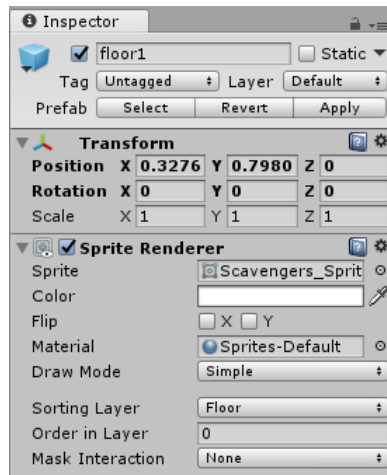 Inspector
floor1 Static
Tag Untagged Layer Default
Prefab Select Revert Apply
Transform
Position X 0.3276 Y 0.7980 Z 0
Rotation X 0 Y 0 Z 0
Scale X 1 Y 1 Z 1
Sprite Renderer
Sprite Scavengers_Sprit
Color
Flip X Y
Material Sprites-Default
Draw Mode Simple
Sorting Layer Floor
Order in Layer 0
Mask Interaction None